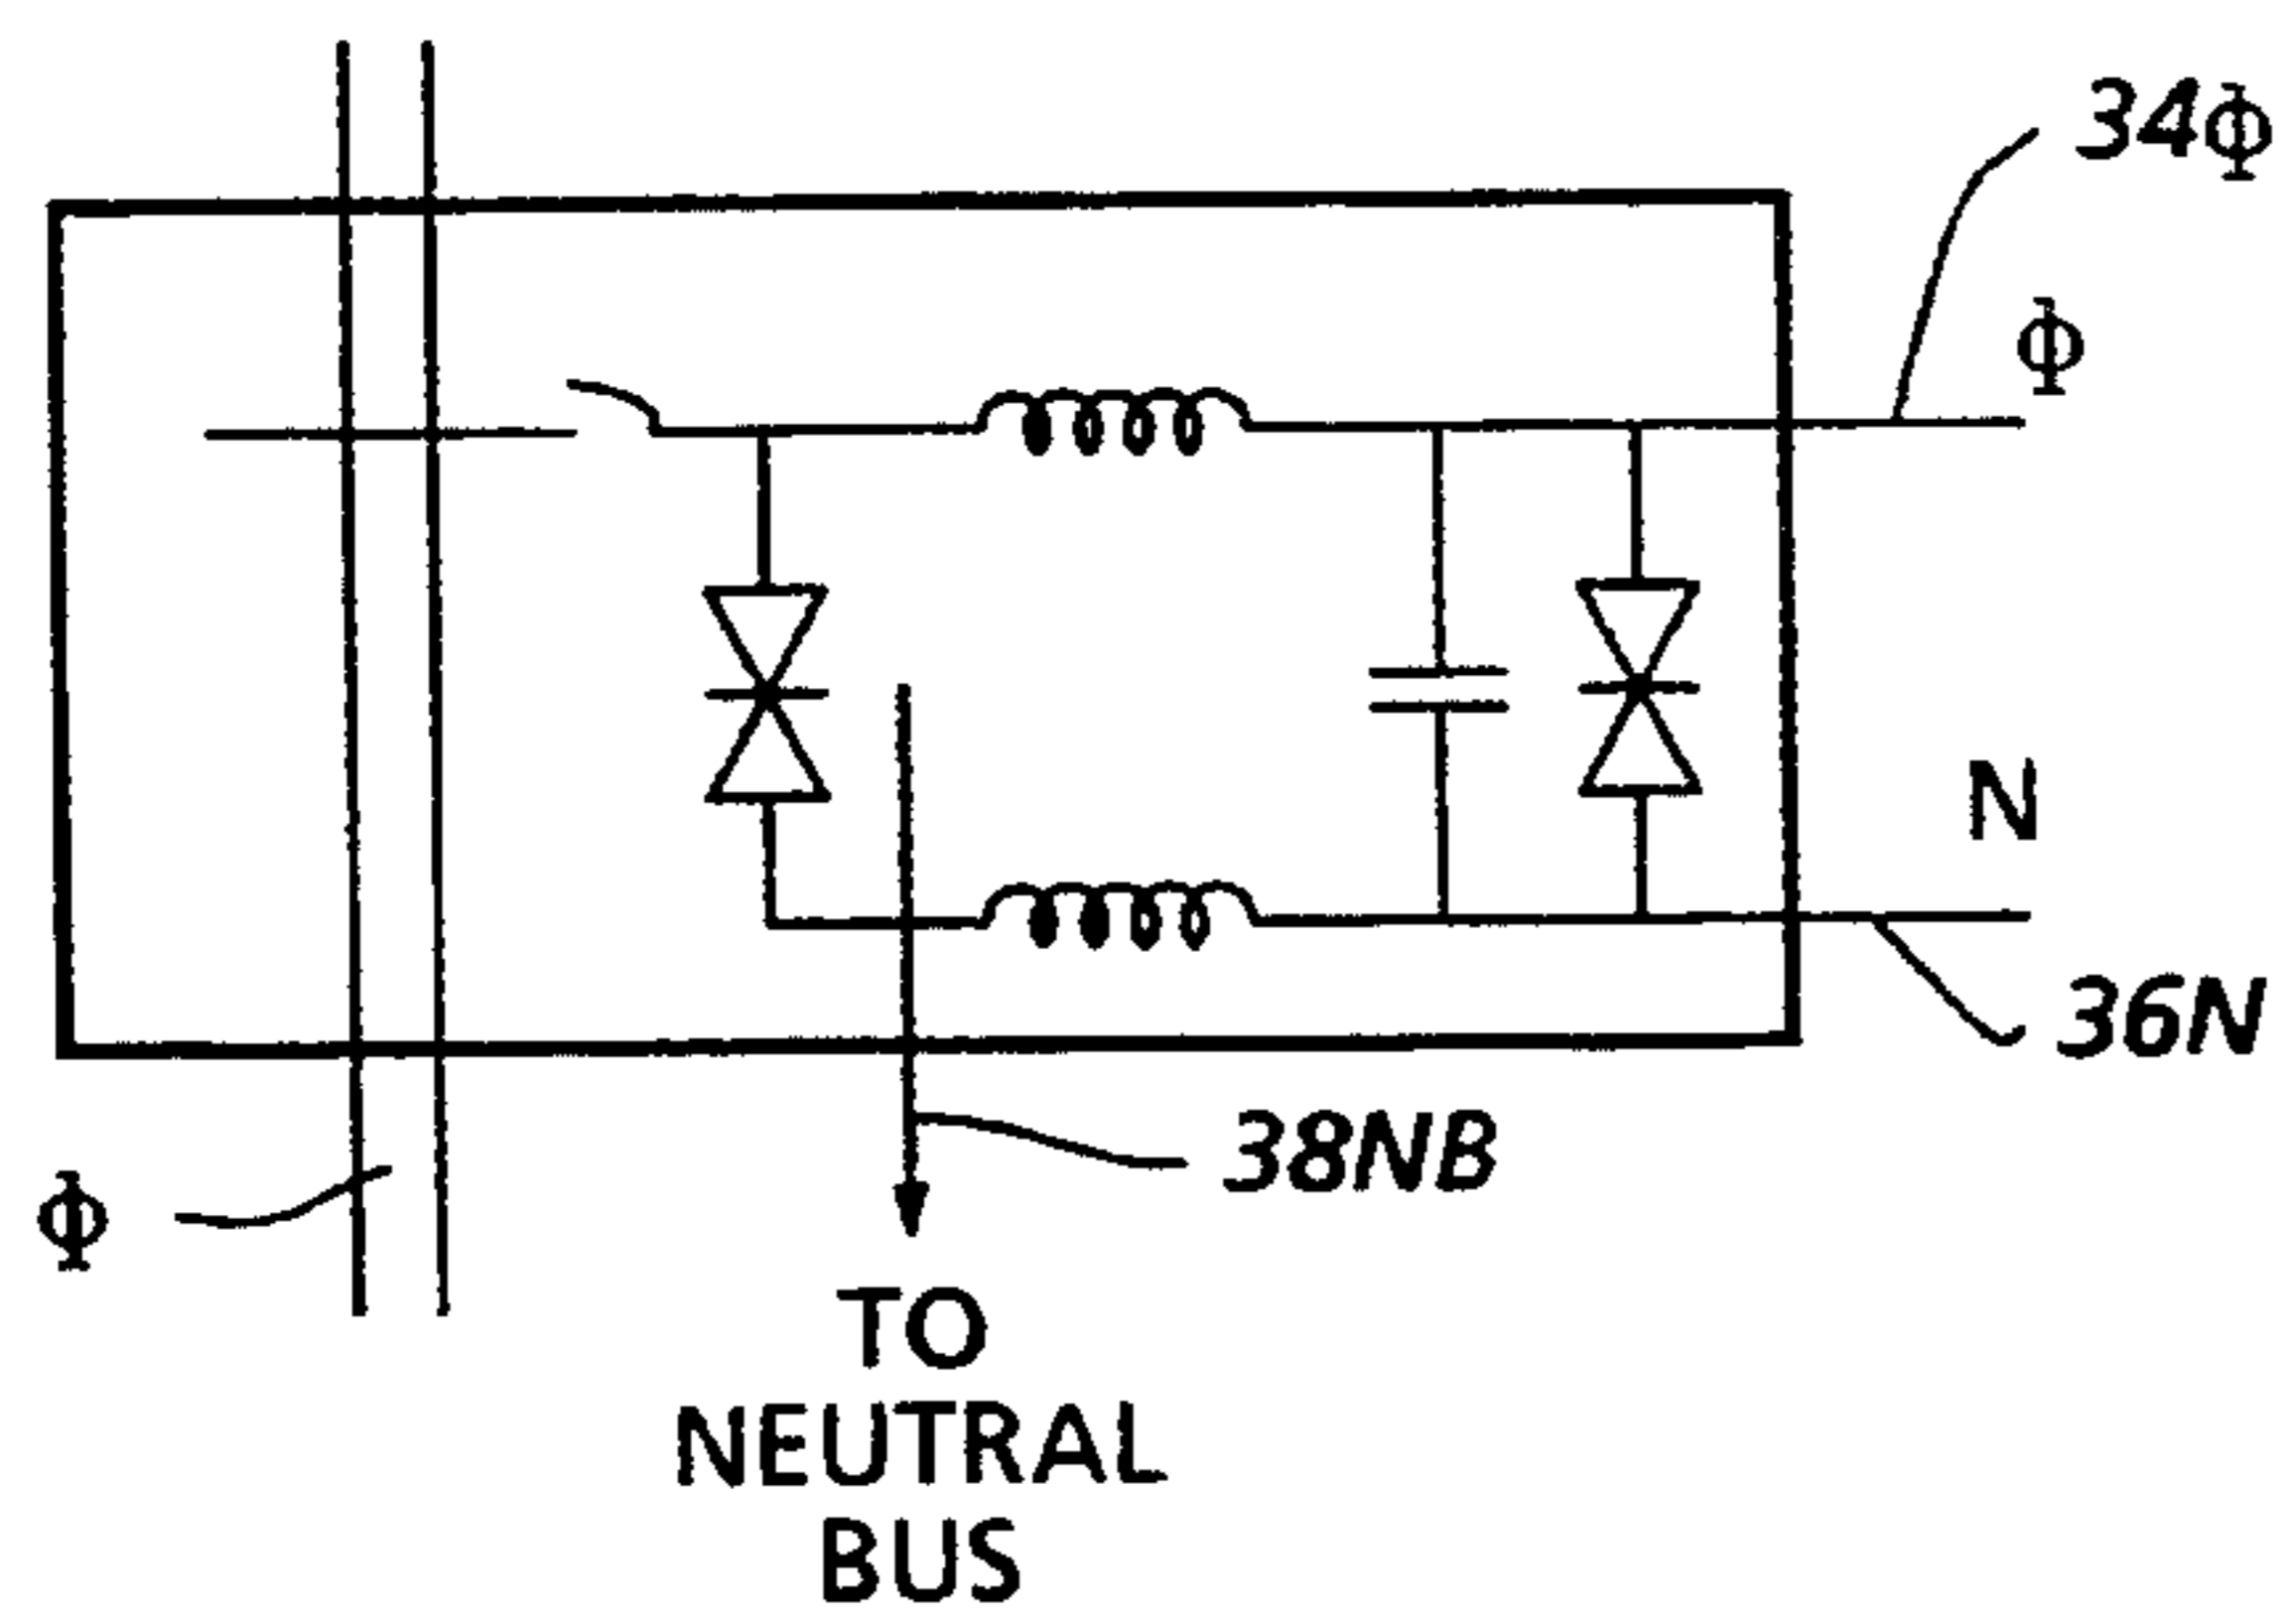 34Φ
Φ
N
36N
38NB
Φ
TO
NEUTRAL
BUS